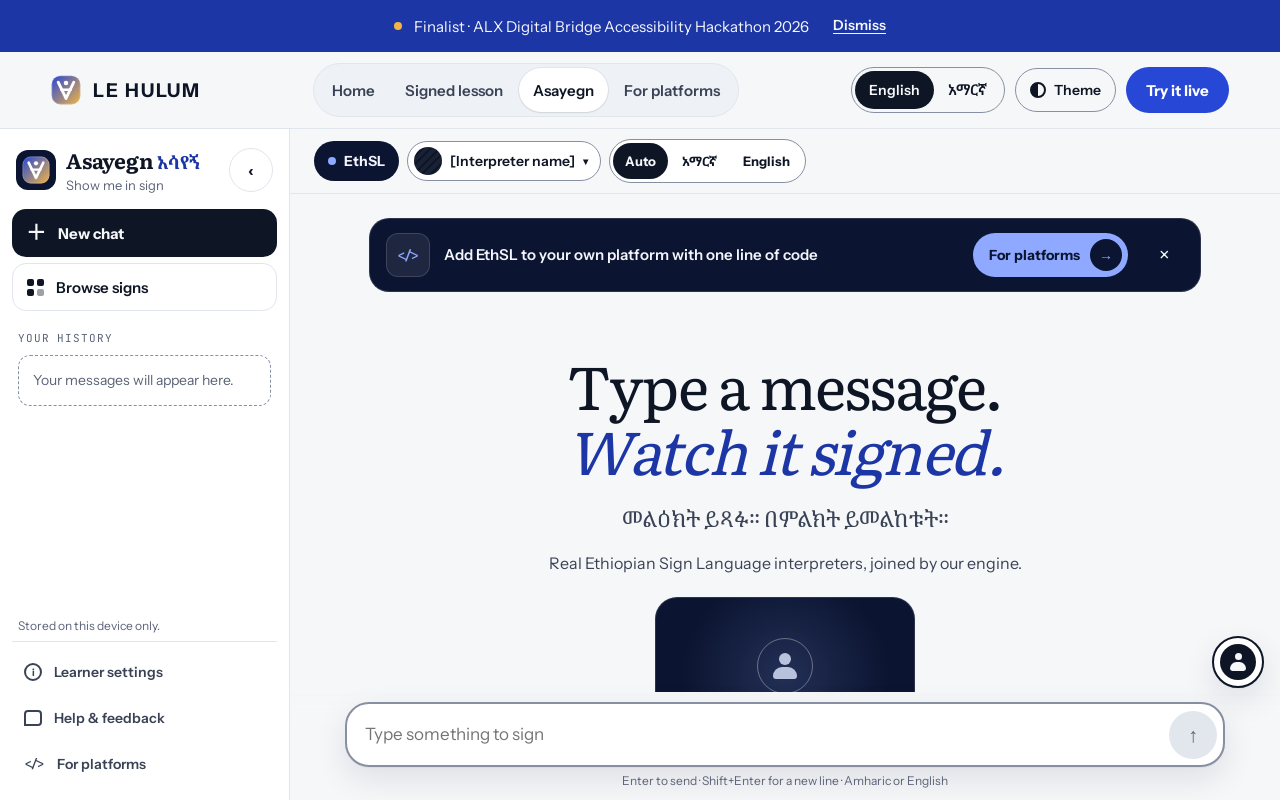 Finalist · ALX Digital Bridge Accessibility Hackathon 2026 Dismiss
LE HULUM
Home Signed lesson Asayegn For platforms
English አማርኛ Theme Try it live
Asayegn አሳየኝ
Show me in sign
‹
New chat
Browse signs
YOUR HISTORY
Your messages will appear here.
Stored on this device only.
Learner settings
Help & feedback
</> For platforms
EthSL [Interpreter name] ▾ Auto አማርኛ English
</> Add EthSL to your own platform with one line of code For platforms → ×
Type a message.
Watch it signed.
መልዕክት ይጻፉ። በምልክት ይመልከቱት።
Real Ethiopian Sign Language interpreters, joined by our engine.
Type something to sign ↑
Enter to send · Shift+Enter for a new line · Amharic or English